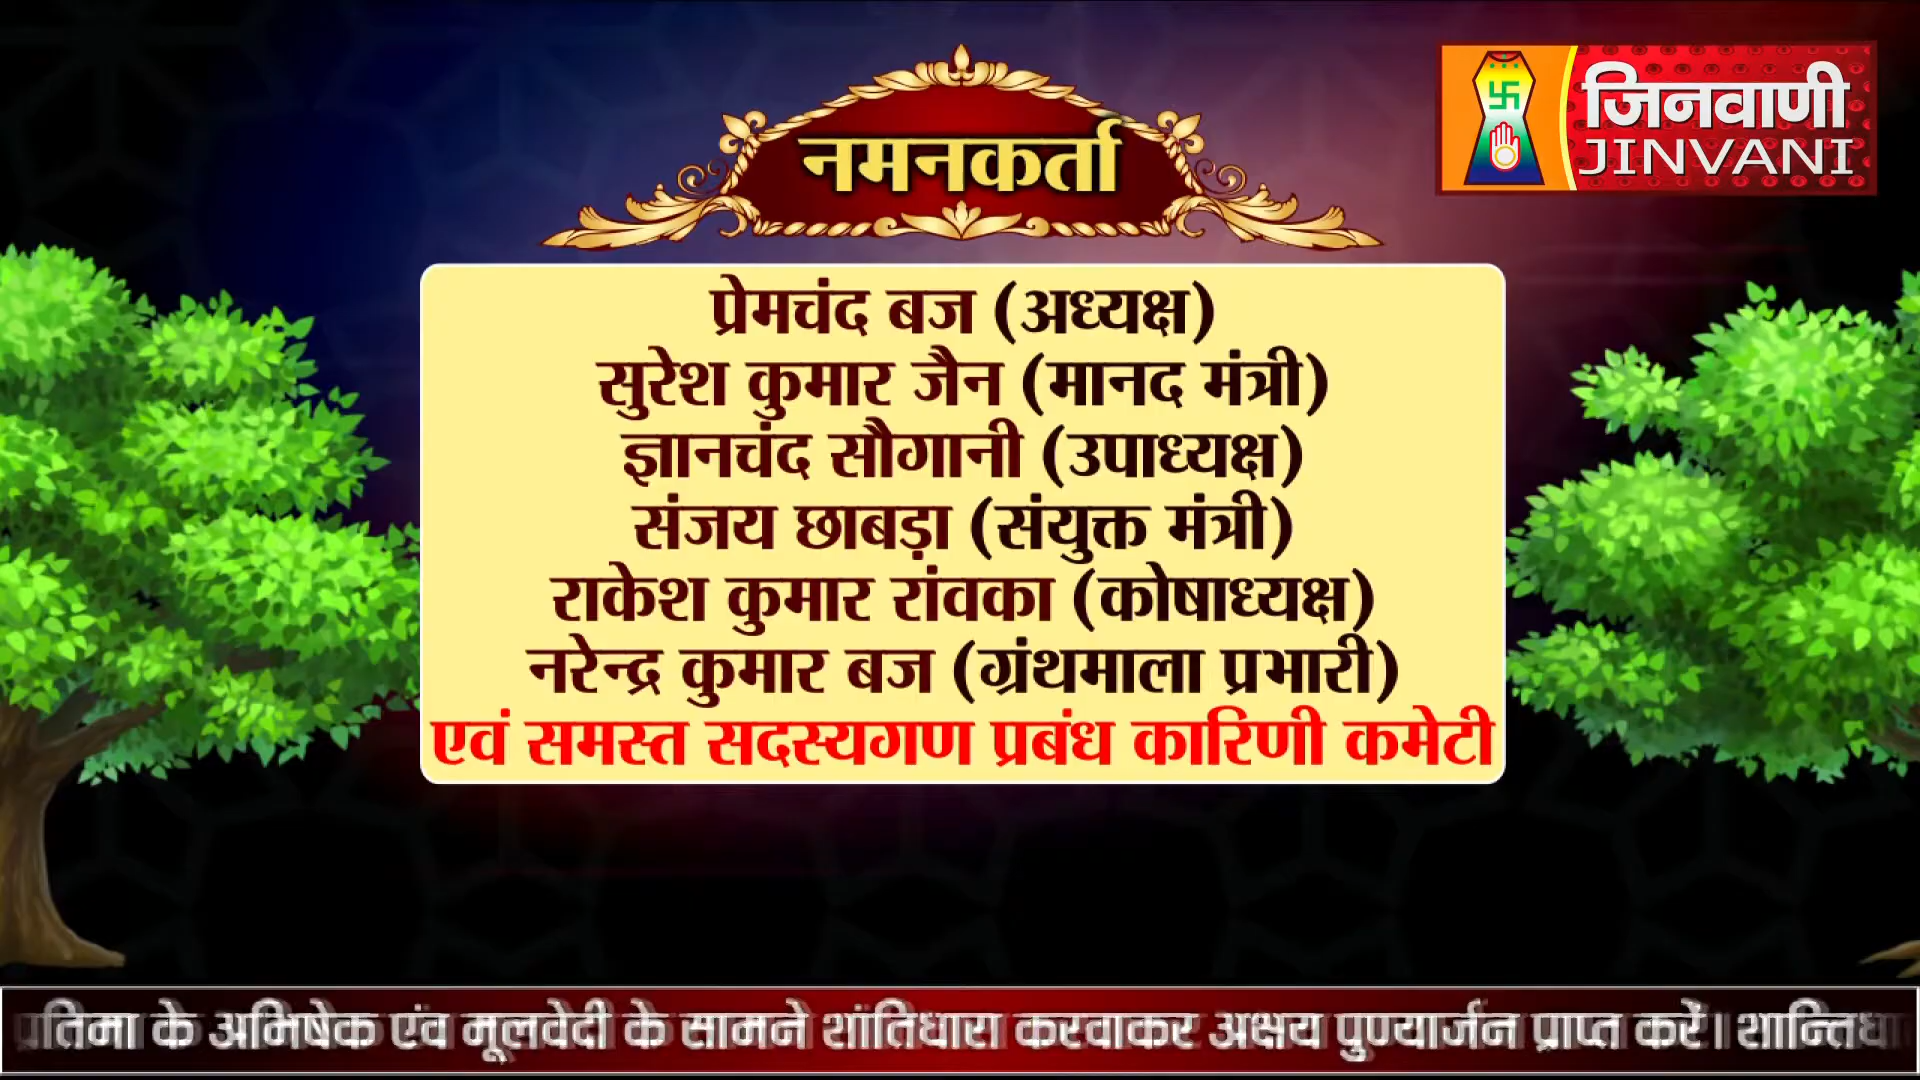 जिनवाणी
JINVANI
नमनकर्ता
प्रेमचंद बज (अध्यक्ष)
सुरेश कुमार जैन (मानद मंत्री)
ज्ञानचंद सौगानी (उपाध्यक्ष)
संजय छाबड़ा (संयुक्त मंत्री)
राकेश कुमार रांवका (कोषाध्यक्ष)
नरेन्द्र कुमार बज (ग्रंथमाला प्रभारी)
एवं समस्त सदस्यगण प्रबंध कारिणी कमेटी
प्रतिमा के अभिषेक एंव मूलवेदी के सामने शांतिधारा करवाकर अक्षय पुण्यार्जन प्राप्त करें। शान्तिधा